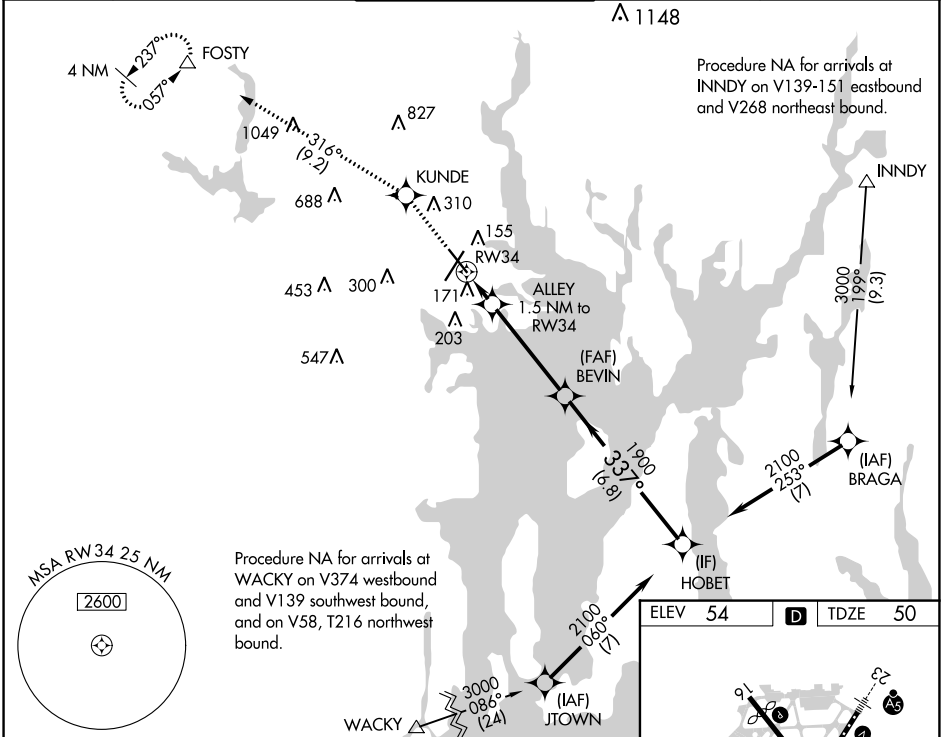 1148
237°
FOSTY
4 NM
057°
Procedure NA for arrivals at
INNDY on V139-151 eastbound
and V268 northeast bound.
1049
316°
(9.2)
827
KUNDE
INNDY
688
310
155
RW34
453
300
171
ALLEY
1.5 NM to
RW34
3000
199°
(9.3)
203
547
(FAF)
BEVIN
1900
337°
(6.8)
2100
253°
(7)
(IAF)
BRAGA
MSA RW34 25 NM
2600
Procedure NA for arrivals at
WACKY on V374 westbound
and V139 southwest bound,
and on V58, T216 northwest
bound.
(IF)
HOBET
2100
060°
(7)
ELEV 54
D
TDZE 50
3000
086°
(24)
WACKY
(IAF)
JTOWN
16
23
A5